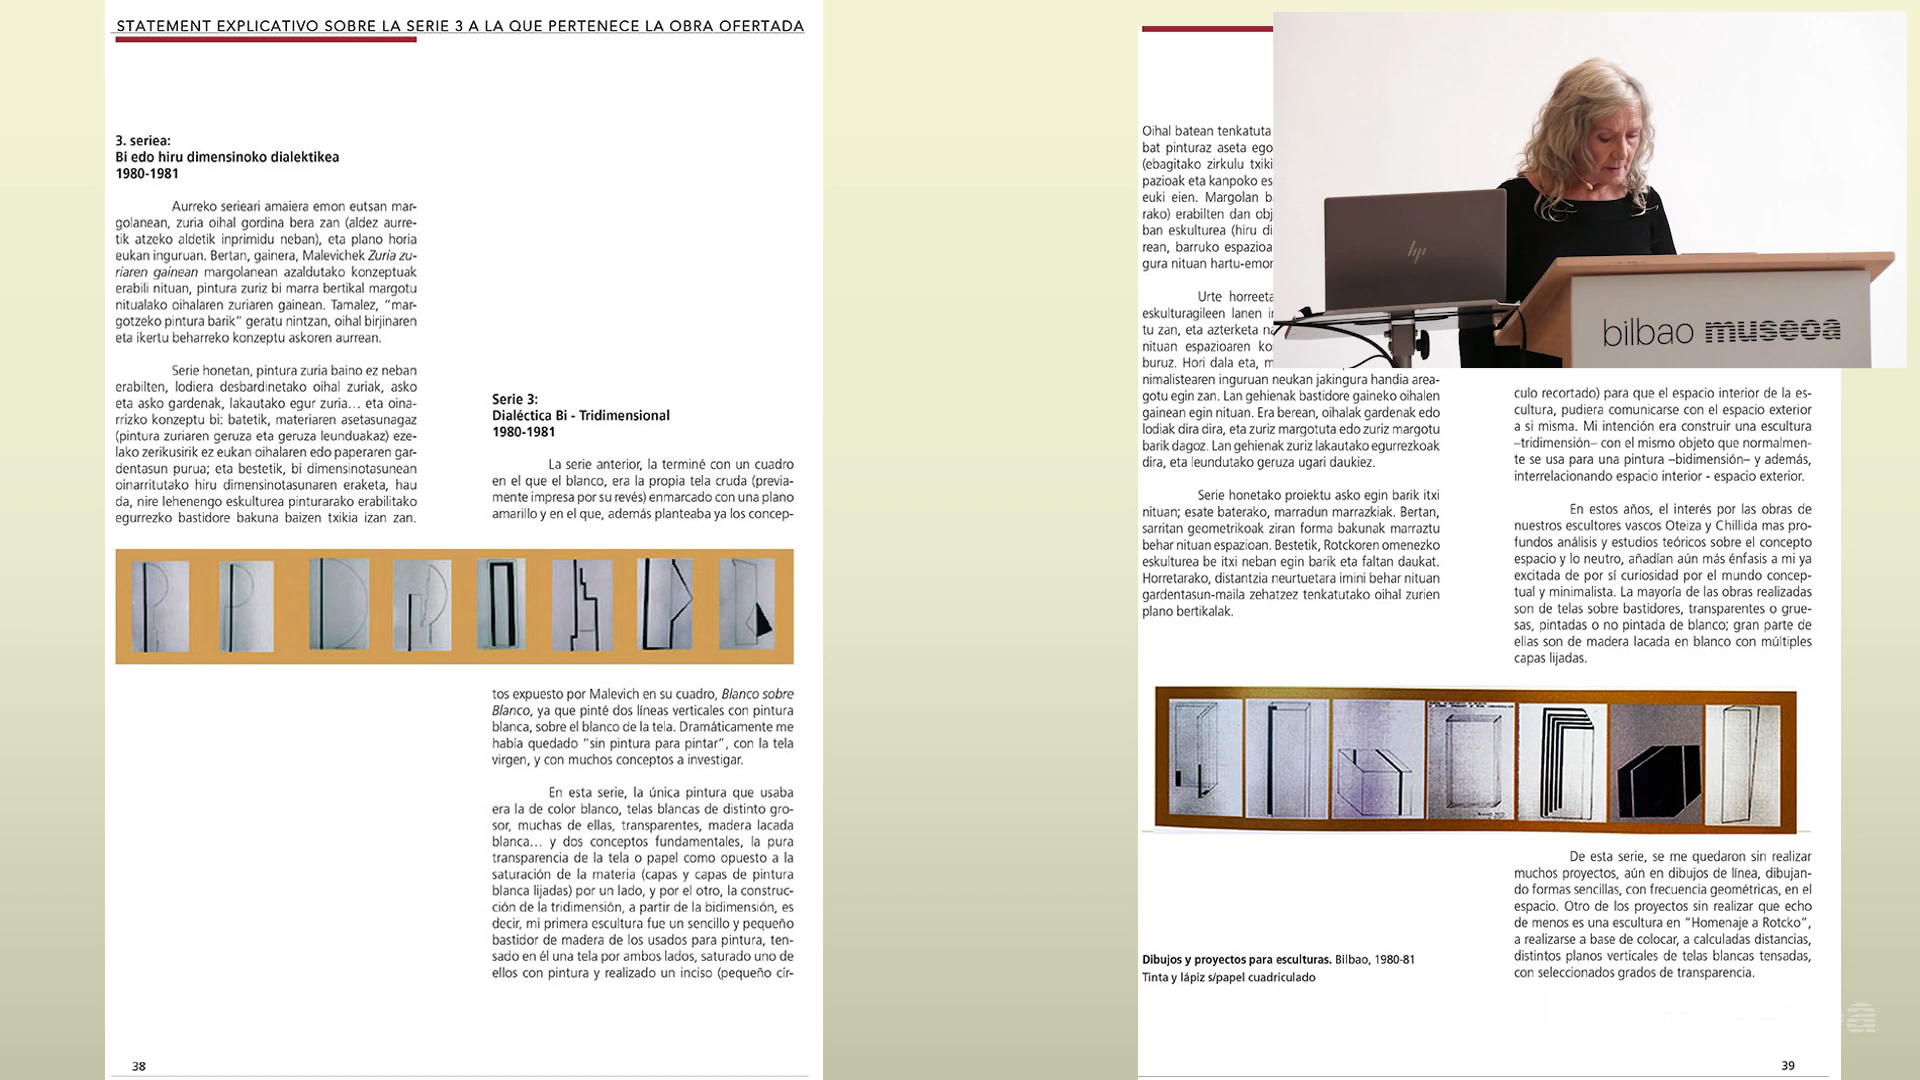 STATEMENT EXPLICATIVO SOBRE LA SERIE 3 A LA QUE PERTENECE LA OBRA OFERTADA
3. seriea:
Bi edo hiru dimensinoko dialektikea
1980-1981
Aurreko serieari amaiera emon eutsan mar-
golanean, zuria oihal gordina bera zan (aldez aurre-
tik atzeko aldetik inprimidu neban), eta plano horia
eukan inguruan. Bertan, gainera, Malevichek Zuria zu-
riaren gainean margolanean azaldutako konzeptuak
erabili nituan, pintura zuriz bi marra bertikal margotu
nitualako oihalaren zuriaren gainean. Tamalez, "mar-
gotzeko pintura barik" geratu nintzan, oihal birjinaren
eta ikertu beharreko konzeptu askoren aurrean.
Serie honetan, pintura zuria baino ez neban
erabilten, lodiera desbardinetako oihal zuriak, asko
eta asko gardenak, lakautako egur zuria... eta oina-
rrizko konzeptu bi: batetik, materiaren asetasunagaz
(pintura zuriaren geruza eta geruza leunduakaz) eze-
lako zerikusirik ez eukan oihalaren edo paperaren gar-
dentasun purua; eta bestetik, bi dimensinotasunean
oinarritutako hiru dimensinotasunaren eraketa, hau
da, nire lehenengo eskulturea pinturarako erabilitako
egurrezko bastidore bakuna baizen txikia izan zan.
Serie 3:
Dialéctica Bi - Tridimensional
1980-1981
La serie anterior, la terminé con un cuadro
en el que el blanco, era la propia tela cruda (previa-
mente impresa por su revés) enmarcado con una plano
amarillo y en el que, además planteaba ya los concep-
tos expuesto por Malevich en su cuadro, Blanco sobre
Blanco, ya que pinté dos líneas verticales con pintura
blanca, sobre el blanco de la tela. Dramáticamente me
había quedado "sin pintura para pintar", con la tela
virgen, y con muchos conceptos a investigar.
En esta serie, la única pintura que usaba
era la de color blanco, telas blancas de distinto gro-
sor, muchas de ellas, transparentes, madera lacada
blanca... y dos conceptos fundamentales, la pura
transparencia de la tela o papel como opuesto a la
saturación de la materia (capas y capas de pintura
blanca lijadas) por un lado, y por el otro, la construc-
ción de la tridimensión, a partir de la bidimensión, es
decir, mi primera escultura fue un sencillo y pequeño
bastidor de madera de los usados para pintura, ten-
sado en él una tela por ambos lados, saturado uno de
ellos con pintura y realizado un inciso (pequeño cír-
38
Oihal batean tenkatuta
bat pinturaz aseta ego
(ebagitako zirkulu txiki
pazioak eta kanpoko es
euki eien. Margolan b
rako) erabilten dan obj
ban eskulturea (hiru di
rean, barruko espazioa
gura nituan hartu-emon
Urte horreta
eskulturagileen lanen i
tu zan, eta azterketa na
nituan espazioaren ko
buruz. Hori dala eta, m
nimalistearen inguruan neukan jakingura handia area-
gotu egin zan. Lan gehienak bastidore gaineko oihalen
gainean egin nituan. Era berean, oihalak gardenak edo
lodiak dira dira, eta zuriz margotuta edo zuriz margotu
barik dagoz. Lan gehienak zuriz lakautako egurrezkoak
dira, eta leundutako geruza ugari daukiez.
Serie honetako proiektu asko egin barik itxi
nituan; esate baterako, marradun marrazkiak. Bertan,
sarritan geometrikoak ziran forma bakunak marraztu
behar nituan espazioan. Bestetik, Rotckoren omenezko
eskulturea be itxi neban egin barik eta faltan daukat.
Horretarako, distantzia neurtuetara imini behar nituan
gardentasun-maila zehatzez tenkatutako oihal zurien
plano bertikalak.
Dibujos y proyectos para esculturas. Bilbao, 1980-81
Tinta y lápiz s/papel cuadriculado
hp
bilbao museoa
culo recortado) para que el espacio interior de la es-
cultura, pudiera comunicarse con el espacio exterior
a si misma. Mi intención era construir una escultura
–tridimensión– con el mismo objeto que normalmen-
te se usa para una pintura –bidimensión– y además,
interrelacionando espacio interior - espacio exterior.
En estos años, el interés por las obras de
nuestros escultores vascos Oteiza y Chillida mas pro-
fundos análisis y estudios teóricos sobre el concepto
espacio y lo neutro, añadían aún más énfasis a mi ya
excitada de por sí curiosidad por el mundo concep-
tual y minimalista. La mayoría de las obras realizadas
son de telas sobre bastidores, transparentes o grue-
sas, pintadas o no pintada de blanco; gran parte de
ellas son de madera lacada en blanco con múltiples
capas lijadas.
De esta serie, se me quedaron sin realizar
muchos proyectos, aún en dibujos de línea, dibujan-
do formas sencillas, con frecuencia geométricas, en el
espacio. Otro de los proyectos sin realizar que echo
de menos es una escultura en "Homenaje a Rotcko",
a realizarse a base de colocar, a calculadas distancias,
distintos planos verticales de telas blancas tensadas,
con seleccionados grados de transparencia.
39